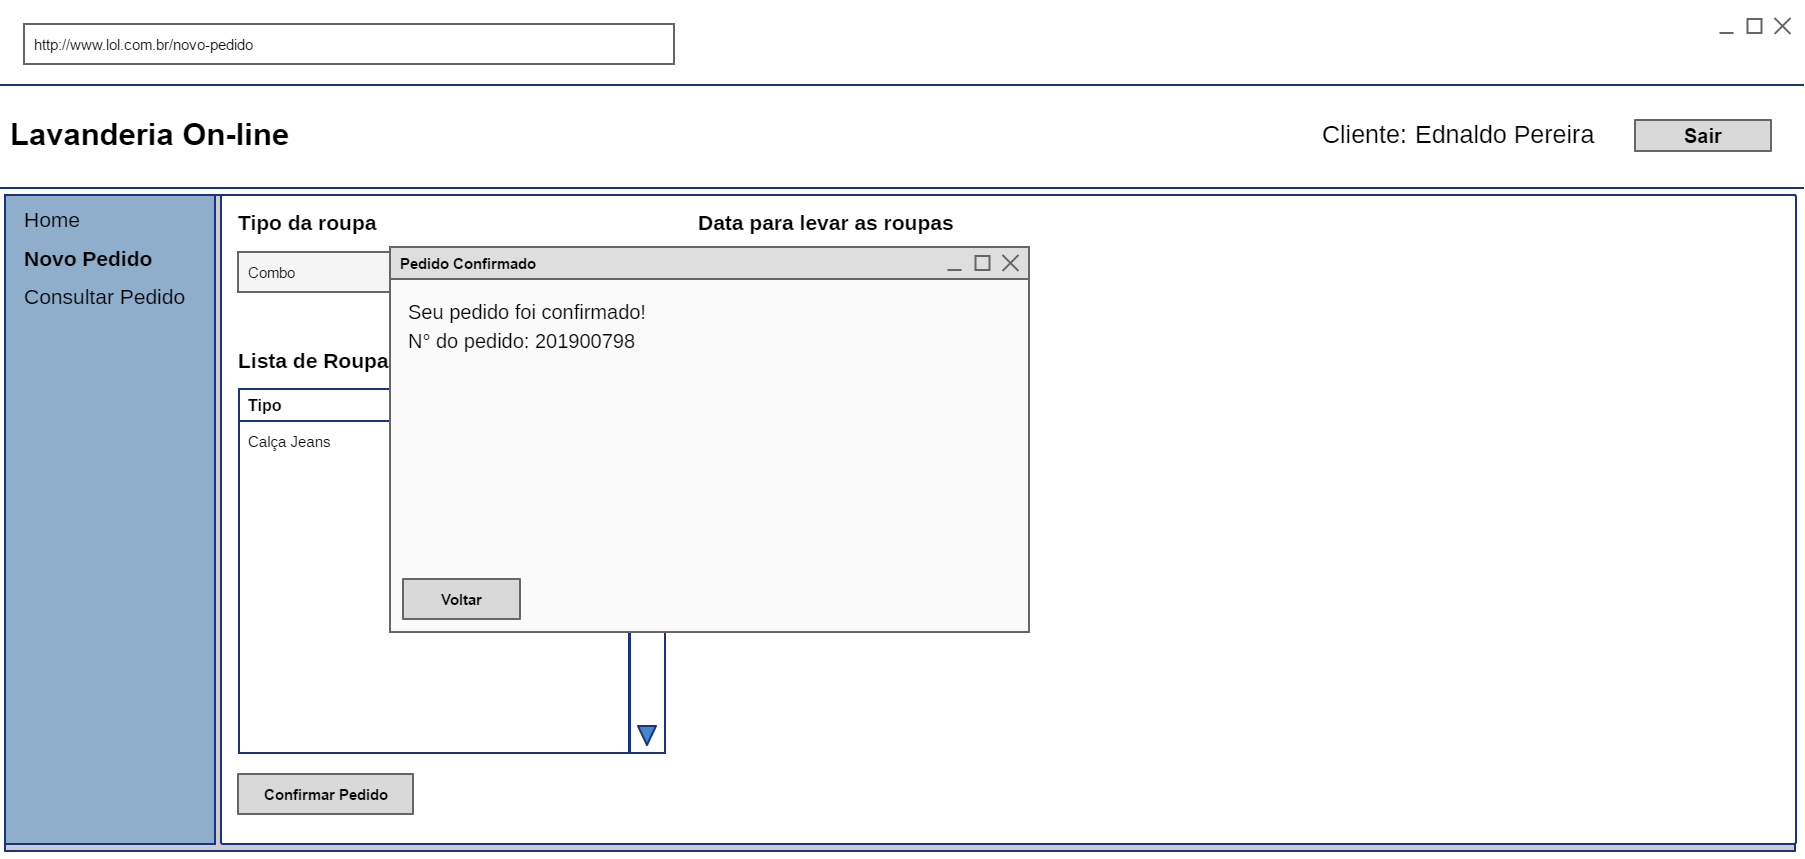 http://www.lol.com.br/novo-pedido
Lavanderia On-line
Cliente: Ednaldo Pereira
Sair
Home
Novo Pedido
Consultar Pedido
Tipo da roupa
Data para levar as roupas
Combo
Pedido Confirmado
Seu pedido foi confirmado!
N° do pedido: 201900798
Lista de Roupa
Tipo
Calça Jeans
Voltar
Confirmar Pedido